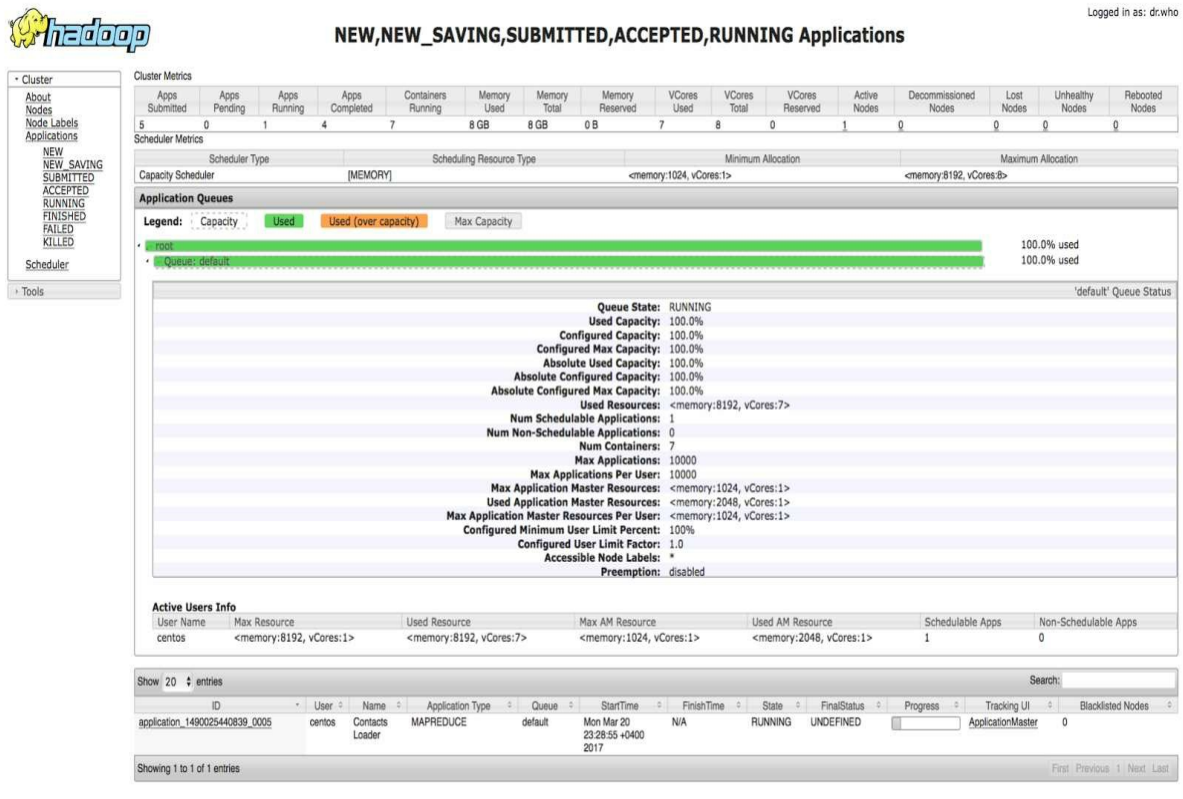 Logged in as: dr.who
hadoop
NEW,NEW_SAVING,SUBMITTED,ACCEPTED,RUNNING Applications
Cluster
About
Nodes
Node Labels
Applications
NEW
NEW_SAVING
SUBMITTED
ACCEPTED
RUNNING
FINISHED
FAILED
KILLED
Scheduler
Tools
Cluster Metrics
Apps Submitted Apps Pending Apps Running Apps Completed Containers Running Memory Used Memory Total Memory Reserved VCores Used VCores Total VCores Reserved Active Nodes Decommissioned Nodes Lost Nodes Unhealthy Nodes Rebooted Nodes
5 0 1 4 7 8 GB 8 GB 0 B 7 8 0 1 0 0 0 0
Scheduler Metrics
Scheduler Type Scheduling Resource Type Minimum Allocation Maximum Allocation
Capacity Scheduler [MEMORY] <memory:1024, vCores:1> <memory:8192, vCores:8>
Application Queues
Legend: Capacity Used Used (over capacity) Max Capacity
root 100.0% used
Queue: default 100.0% used
'default' Queue Status
Queue State: RUNNING
Used Capacity: 100.0%
Configured Capacity: 100.0%
Configured Max Capacity: 100.0%
Absolute Used Capacity: 100.0%
Absolute Configured Capacity: 100.0%
Absolute Configured Max Capacity: 100.0%
Used Resources: <memory:8192, vCores:7>
Num Schedulable Applications: 1
Num Non-Schedulable Applications: 0
Num Containers: 7
Max Applications: 10000
Max Applications Per User: 10000
Max Application Master Resources: <memory:1024, vCores:1>
Used Application Master Resources: <memory:2048, vCores:1>
Max Application Master Resources Per User: <memory:1024, vCores:1>
Configured Minimum User Limit Percent: 100%
Configured User Limit Factor: 1.0
Accessible Node Labels: *
Preemption: disabled
Active Users Info
User Name Max Resource Used Resource Max AM Resource Used AM Resource Schedulable Apps Non-Schedulable Apps
centos <memory:8192, vCores:1> <memory:8192, vCores:7> <memory:1024, vCores:1> <memory:2048, vCores:1> 1 0
Show 20 entries Search:
ID User Name Application Type Queue StartTime FinishTime State FinalStatus Progress Tracking UI Blacklisted Nodes
application_1490025440839_0005 centos Contacts Loader MAPREDUCE default Mon Mar 20 23:28:55 +0400 2017 N/A RUNNING UNDEFINED ApplicationMaster 0
Showing 1 to 1 of 1 entries First Previous 1 Next Last